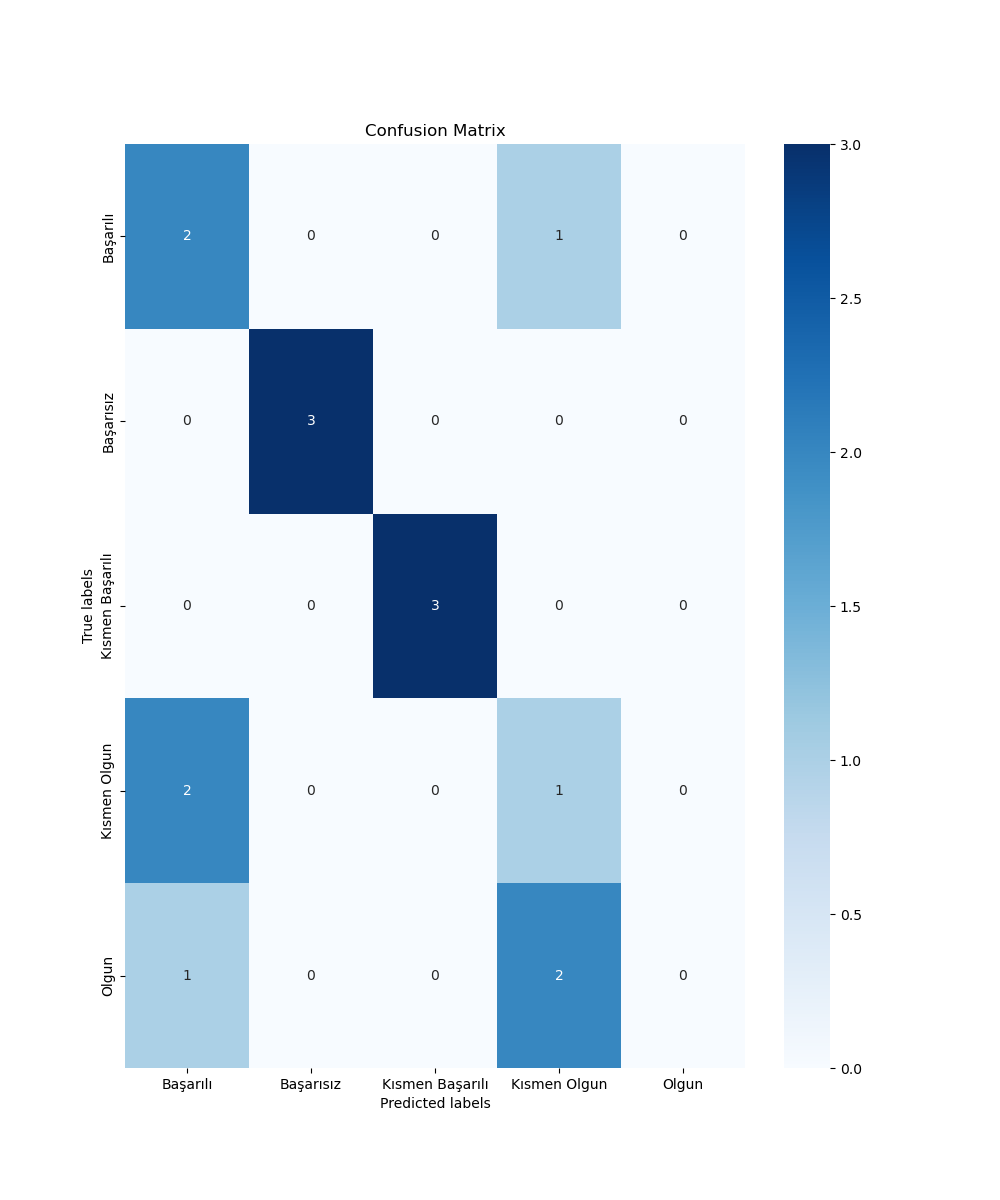 Confusion Matrix
True labels
Başarılı
2 0 0 1 0
Başarısız
0 3 0 0 0
Kısmen Başarılı
0 0 3 0 0
Kısmen Olgun
2 0 0 1 0
Olgun
1 0 0 2 0
Başarılı Başarısız Kısmen Başarılı Kısmen Olgun Olgun
Predicted labels
3.0
2.5
2.0
1.5
1.0
0.5
0.0